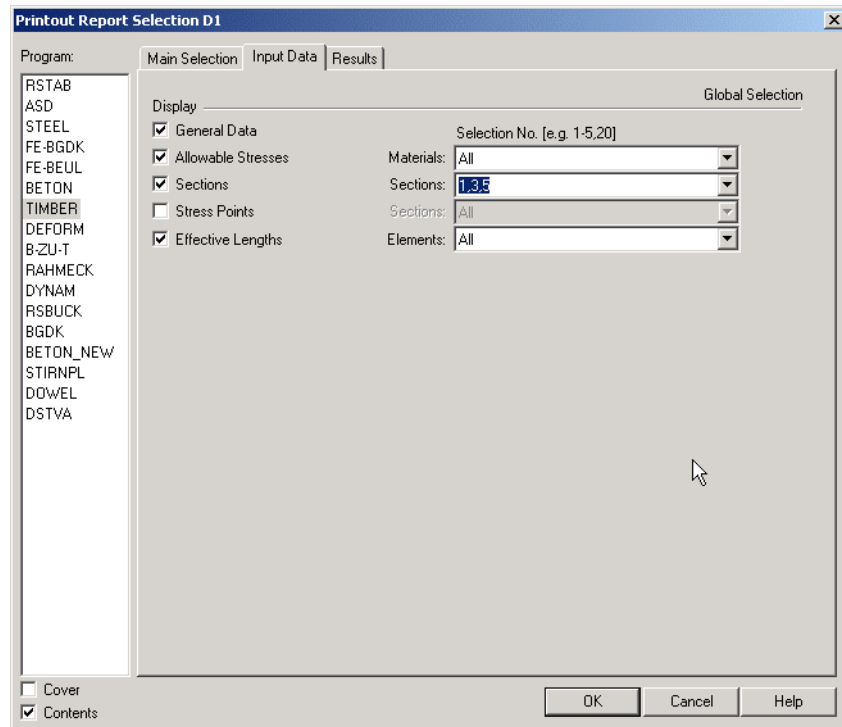 Printout Report Selection D1
Program:
Main Selection
Input Data
Results
RSTAB
ASD
STEEL
FE-BGDK
FE-BEUL
BETON
TIMBER
DEFORM
B-ZU-T
RAHMECK
DYNAM
RSBUCK
BGDK
BETON_NEW
STIRNPL
DOWEL
DSTVA
Global Selection
Display
General Data
Selection No. [e.g. 1-5,20]
Allowable Stresses Materials: All
Sections Sections: 1,3,5
Stress Points Sections: All
Effective Lengths Elements: All
Cover
Contents
OK
Cancel
Help